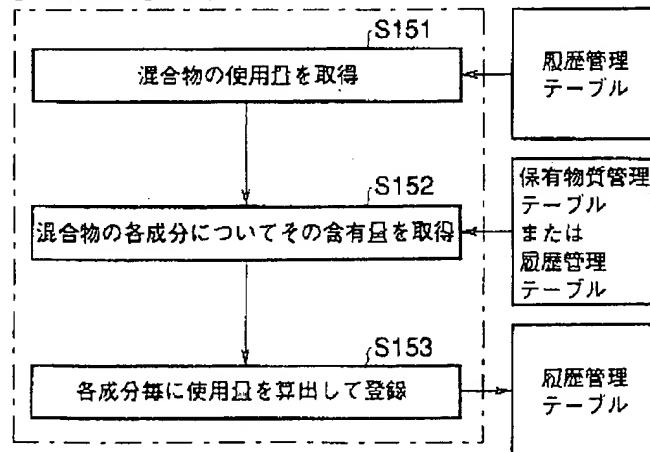 S151
混合物の使用量を取得
履歴管理
テーブル
S152
混合物の各成分についてその含有量を取得
保有物質管理
テーブル
または
履歴管理
テーブル
S153
各成分毎に使用量を算出して登録
履歴管理
テーブル